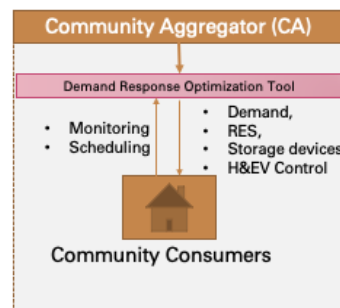 Community Aggregator (CA)
Demand Response Optimization Tool
• Monitoring
• Scheduling
• Demand,
• RES,
• Storage devices
• H&EV Control
Community Consumers